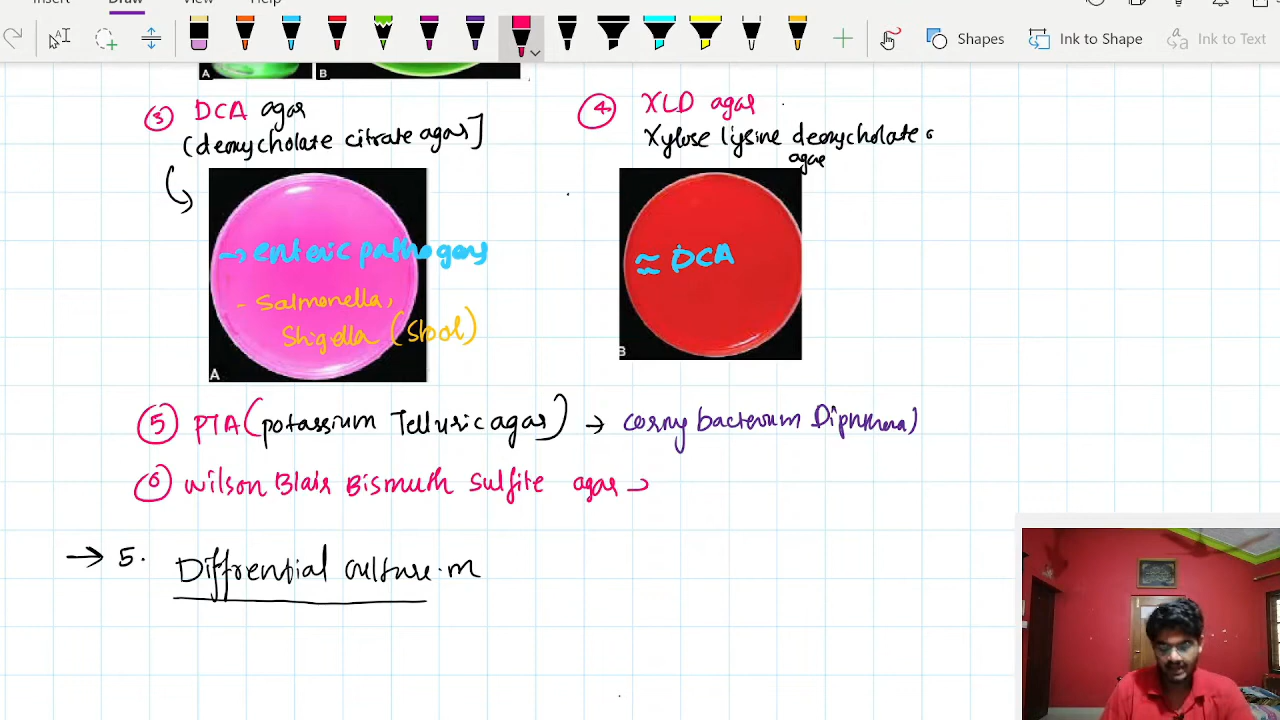 Insert Draw View Help
Shapes Ink to Shape Ink to Text
A B
③ DCA agar
(deoxycholate citrate agar]
→ enteric pathogens
- Salmonella,
Shigella (Stool)
A
④ XLD agar
Xylose lysine deoxycholate
agar
≈ DCA
B
⑤ PTA (potassium Telluric agar) → corny bacterium Diphtheria)
⑥ Wilson Blair Bismuth Sulfite agar →
→ 5. Diffrential culture.m